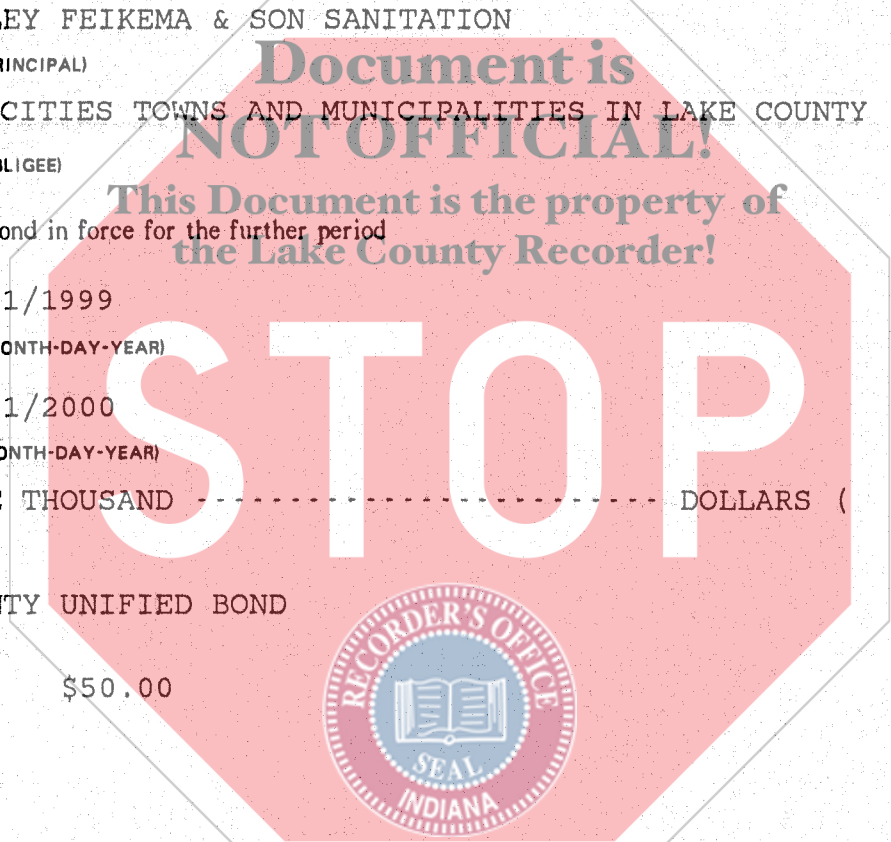 LEY FEIKEMA & SON SANITATION
Document is
RINCIPAL)
CITIES TOWNS AND MUNICIPALITIES IN LAKE COUNTY
NOT OFFICIAL!
BLIGEE)
This Document is the property of
ond in force for the further period
the Lake County Recorder!
1/1999
ONTH-DAY-YEAR)
STOP
1/2000
ONTH-DAY-YEAR)
THOUSAND ---------------------------- DOLLARS (
TY UNIFIED BOND
RECORDER'S OFFICE
$50.00
SEAL
INDIANA